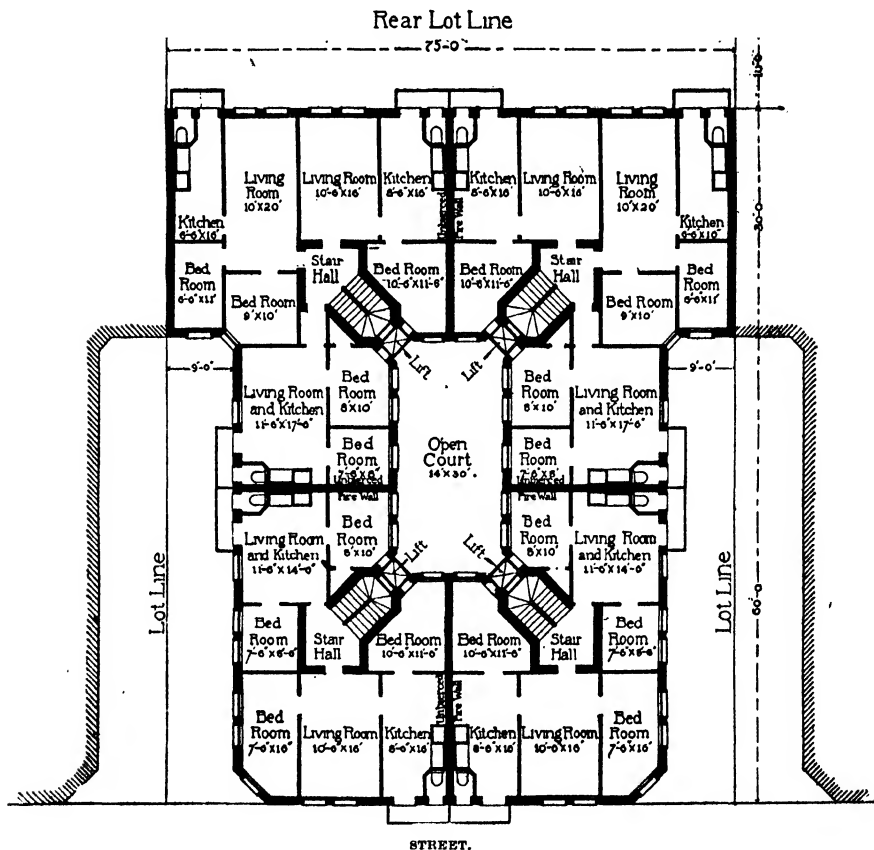 Rear Lot Line
75-0"
10-0
Living Room 10'X20'
Living Room 10'-6"X16'
Kitchen 8'-6"X16'
Kitchen 8'-6"X16'
Living Room 10'-6"X16'
Living Room 10'X20'
Kitchen 6'-6"X16'
Kitchen 6'-6"X10'
Unpierced Fire Wall
30-0
Bed Room 6'-6"X11'
Bed Room 9'X10'
Stair Hall
Bed Room 10'-6"X11'-6"
Bed Room 10'-6"X11'-6"
Stair Hall
Bed Room 9'X10'
Bed Room 6'-6"X11'
Lift
Lift
9'-0"
9'-0"
Living Room and Kitchen 11'-6"X17'-6"
Bed Room 8'X10'
Bed Room 8'X10'
Living Room and Kitchen 11'-6"X17'-6"
Bed Room 7'-6"X8'
Open Court 14'X30'.
Bed Room 7'-6"X8'
Unpierced Fire Wall
Unpierced Fire Wall
Living Room and Kitchen 11'-6"X14'-0"
Bed Room 8'X10'
Bed Room 8'X10'
Living Room and Kitchen 11'-6"X14'-0"
Lift
Lift
Lot Line
Lot Line
60-0
Bed Room 7'-6"X8'-6"
Stair Hall
Bed Room 10'-6"X11'-6"
Bed Room 10'-6"X11'-6"
Stair Hall
Bed Room 7'-6"X8'-6"
Unpierced Fire Wall
Bed Room 7'-6"X16"
Living Room 10'-6"X16'
Kitchen 8'-6"X16'
Kitchen 8'-6"X16'
Living Room 10'-6"X16'
Bed Room 7'-6"X16'
STREET.